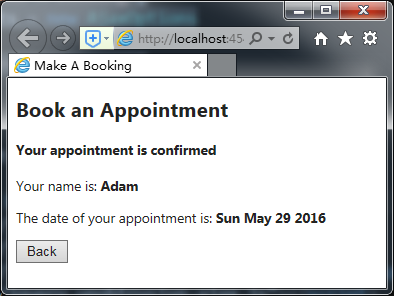 http://localhost:45
Make A Booking
Book an Appointment
Your appointment is confirmed
Your name is: Adam
The date of your appointment is: Sun May 29 2016
Back